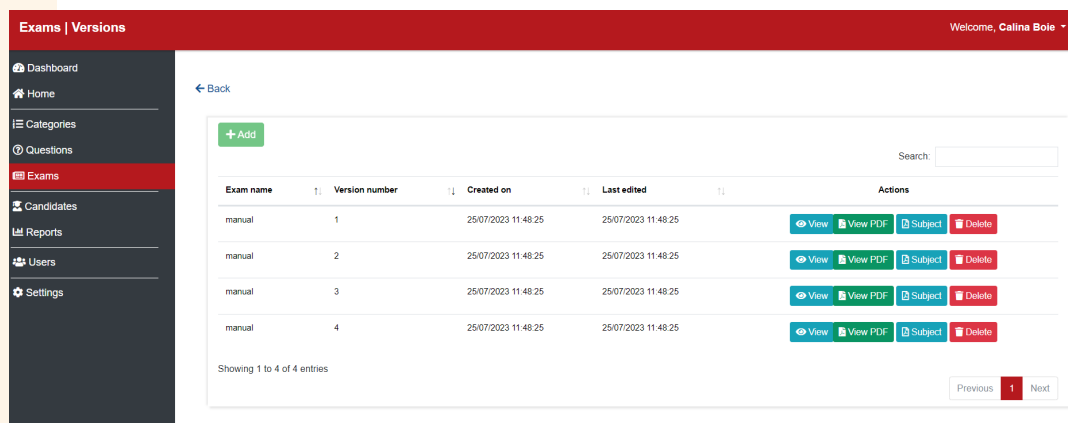 Exams | Versions
Welcome, Calina Boie
Dashboard
Home
Categories
Questions
Exams
Candidates
Reports
Users
Settings
Back
+ Add
Search:
Exam name Version number Created on Last edited Actions
manual 1 25/07/2023 11:48:25 25/07/2023 11:48:25 View View PDF Subject Delete
manual 2 25/07/2023 11:48:25 25/07/2023 11:48:25 View View PDF Subject Delete
manual 3 25/07/2023 11:48:25 25/07/2023 11:48:25 View View PDF Subject Delete
manual 4 25/07/2023 11:48:25 25/07/2023 11:48:25 View View PDF Subject Delete
Showing 1 to 4 of 4 entries
Previous 1 Next